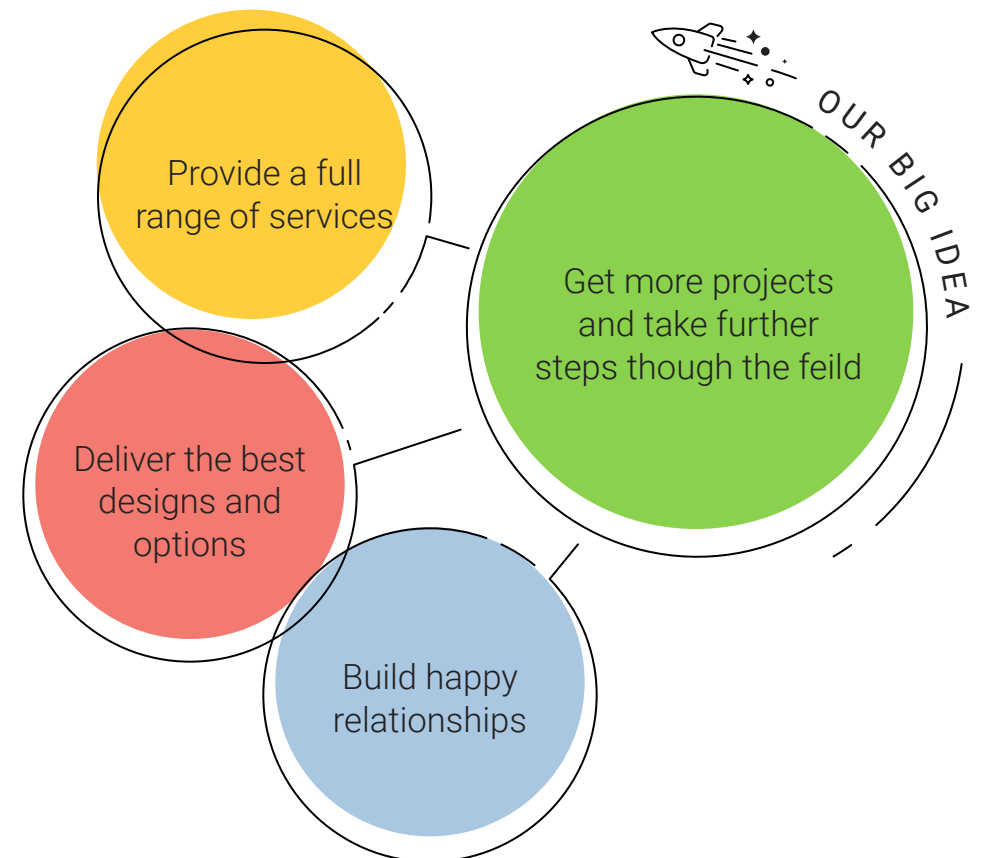 Provide a full
range of services
OUR BIG IDEA
Get more projects
and take further
steps though the feild
Deliver the best
designs and
options
Build happy
relationships